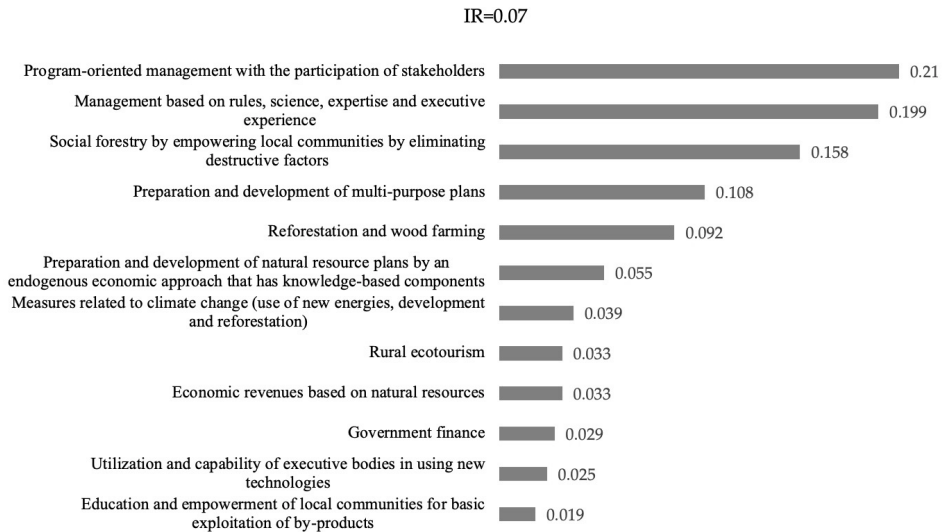 IR=0.07
Program-oriented management with the participation of stakeholders
0.21
Management based on rules, science, expertise and executive
experience
0.199
Social forestry by empowering local communities by eliminating
destructive factors
0.158
Preparation and development of multi-purpose plans
0.108
Reforestation and wood farming
0.092
Preparation and development of natural resource plans by an
endogenous economic approach that has knowledge-based components
0.055
Measures related to climate change (use of new energies, development
and reforestation)
0.039
Rural ecotourism
0.033
Economic revenues based on natural resources
0.033
Government finance
0.029
Utilization and capability of executive bodies in using new
technologies
0.025
Education and empowerment of local communities for basic
exploitation of by-products
0.019